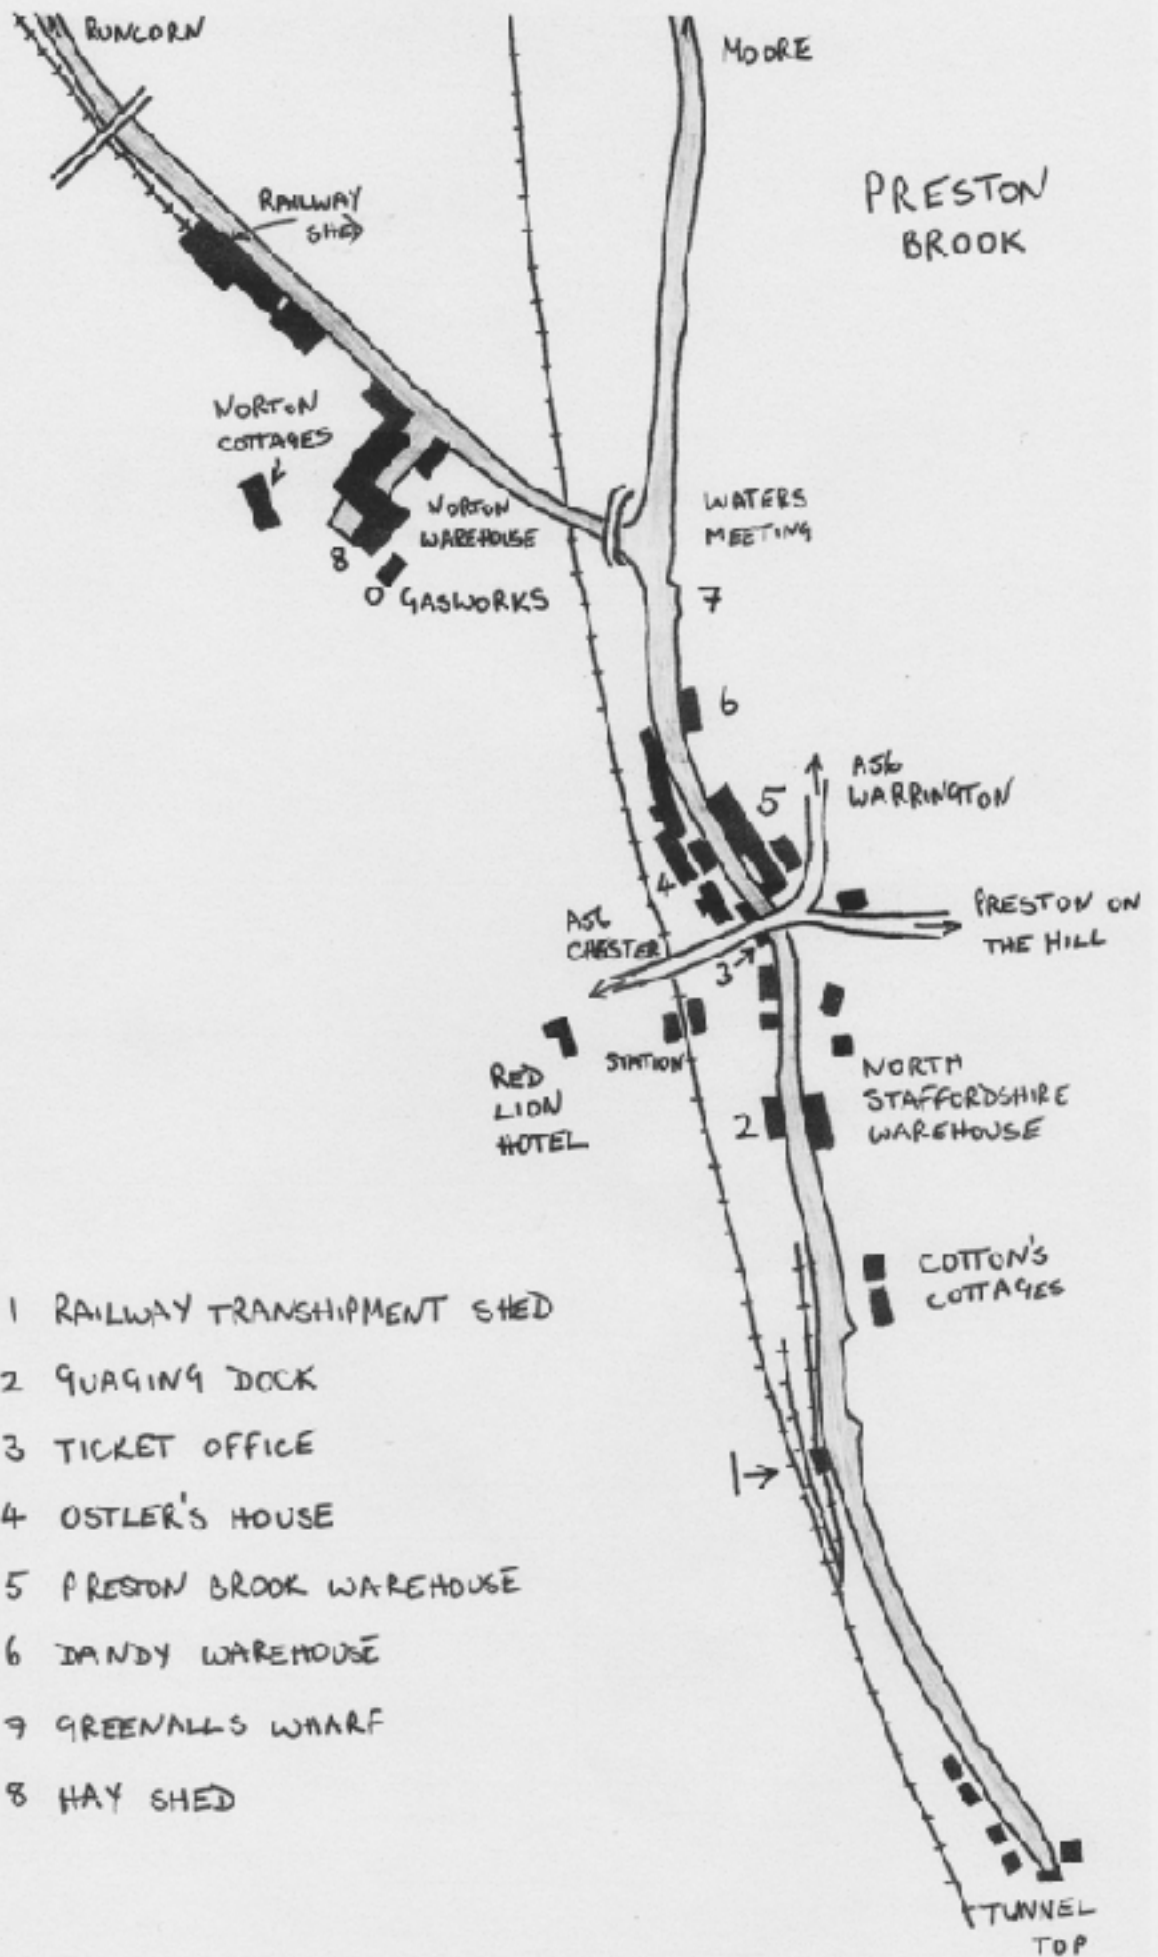 RUNCORN
MOORE
PRESTON
BROOK
RAILWAY
SHED
NORTON
COTTAGES
NORTON
WAREHOUSE
8
GASWORKS
WATERS
MEETING
7
6
5
A56
WARRINGTON
4
PRESTON ON
THE HILL
A56
CHESTER
3
STATION
RED
LION
HOTEL
2
NORTH
STAFFORDSHIRE
WAREHOUSE
COTTON'S
COTTAGES
1
1 RAILWAY TRANSHIPMENT SHED
2 GUAGING DOCK
3 TICKET OFFICE
4 OSTLER'S HOUSE
5 PRESTON BROOK WAREHOUSE
6 DANDY WAREHOUSE
7 GREENALLS WHARF
8 HAY SHED
TUNNEL
TOP